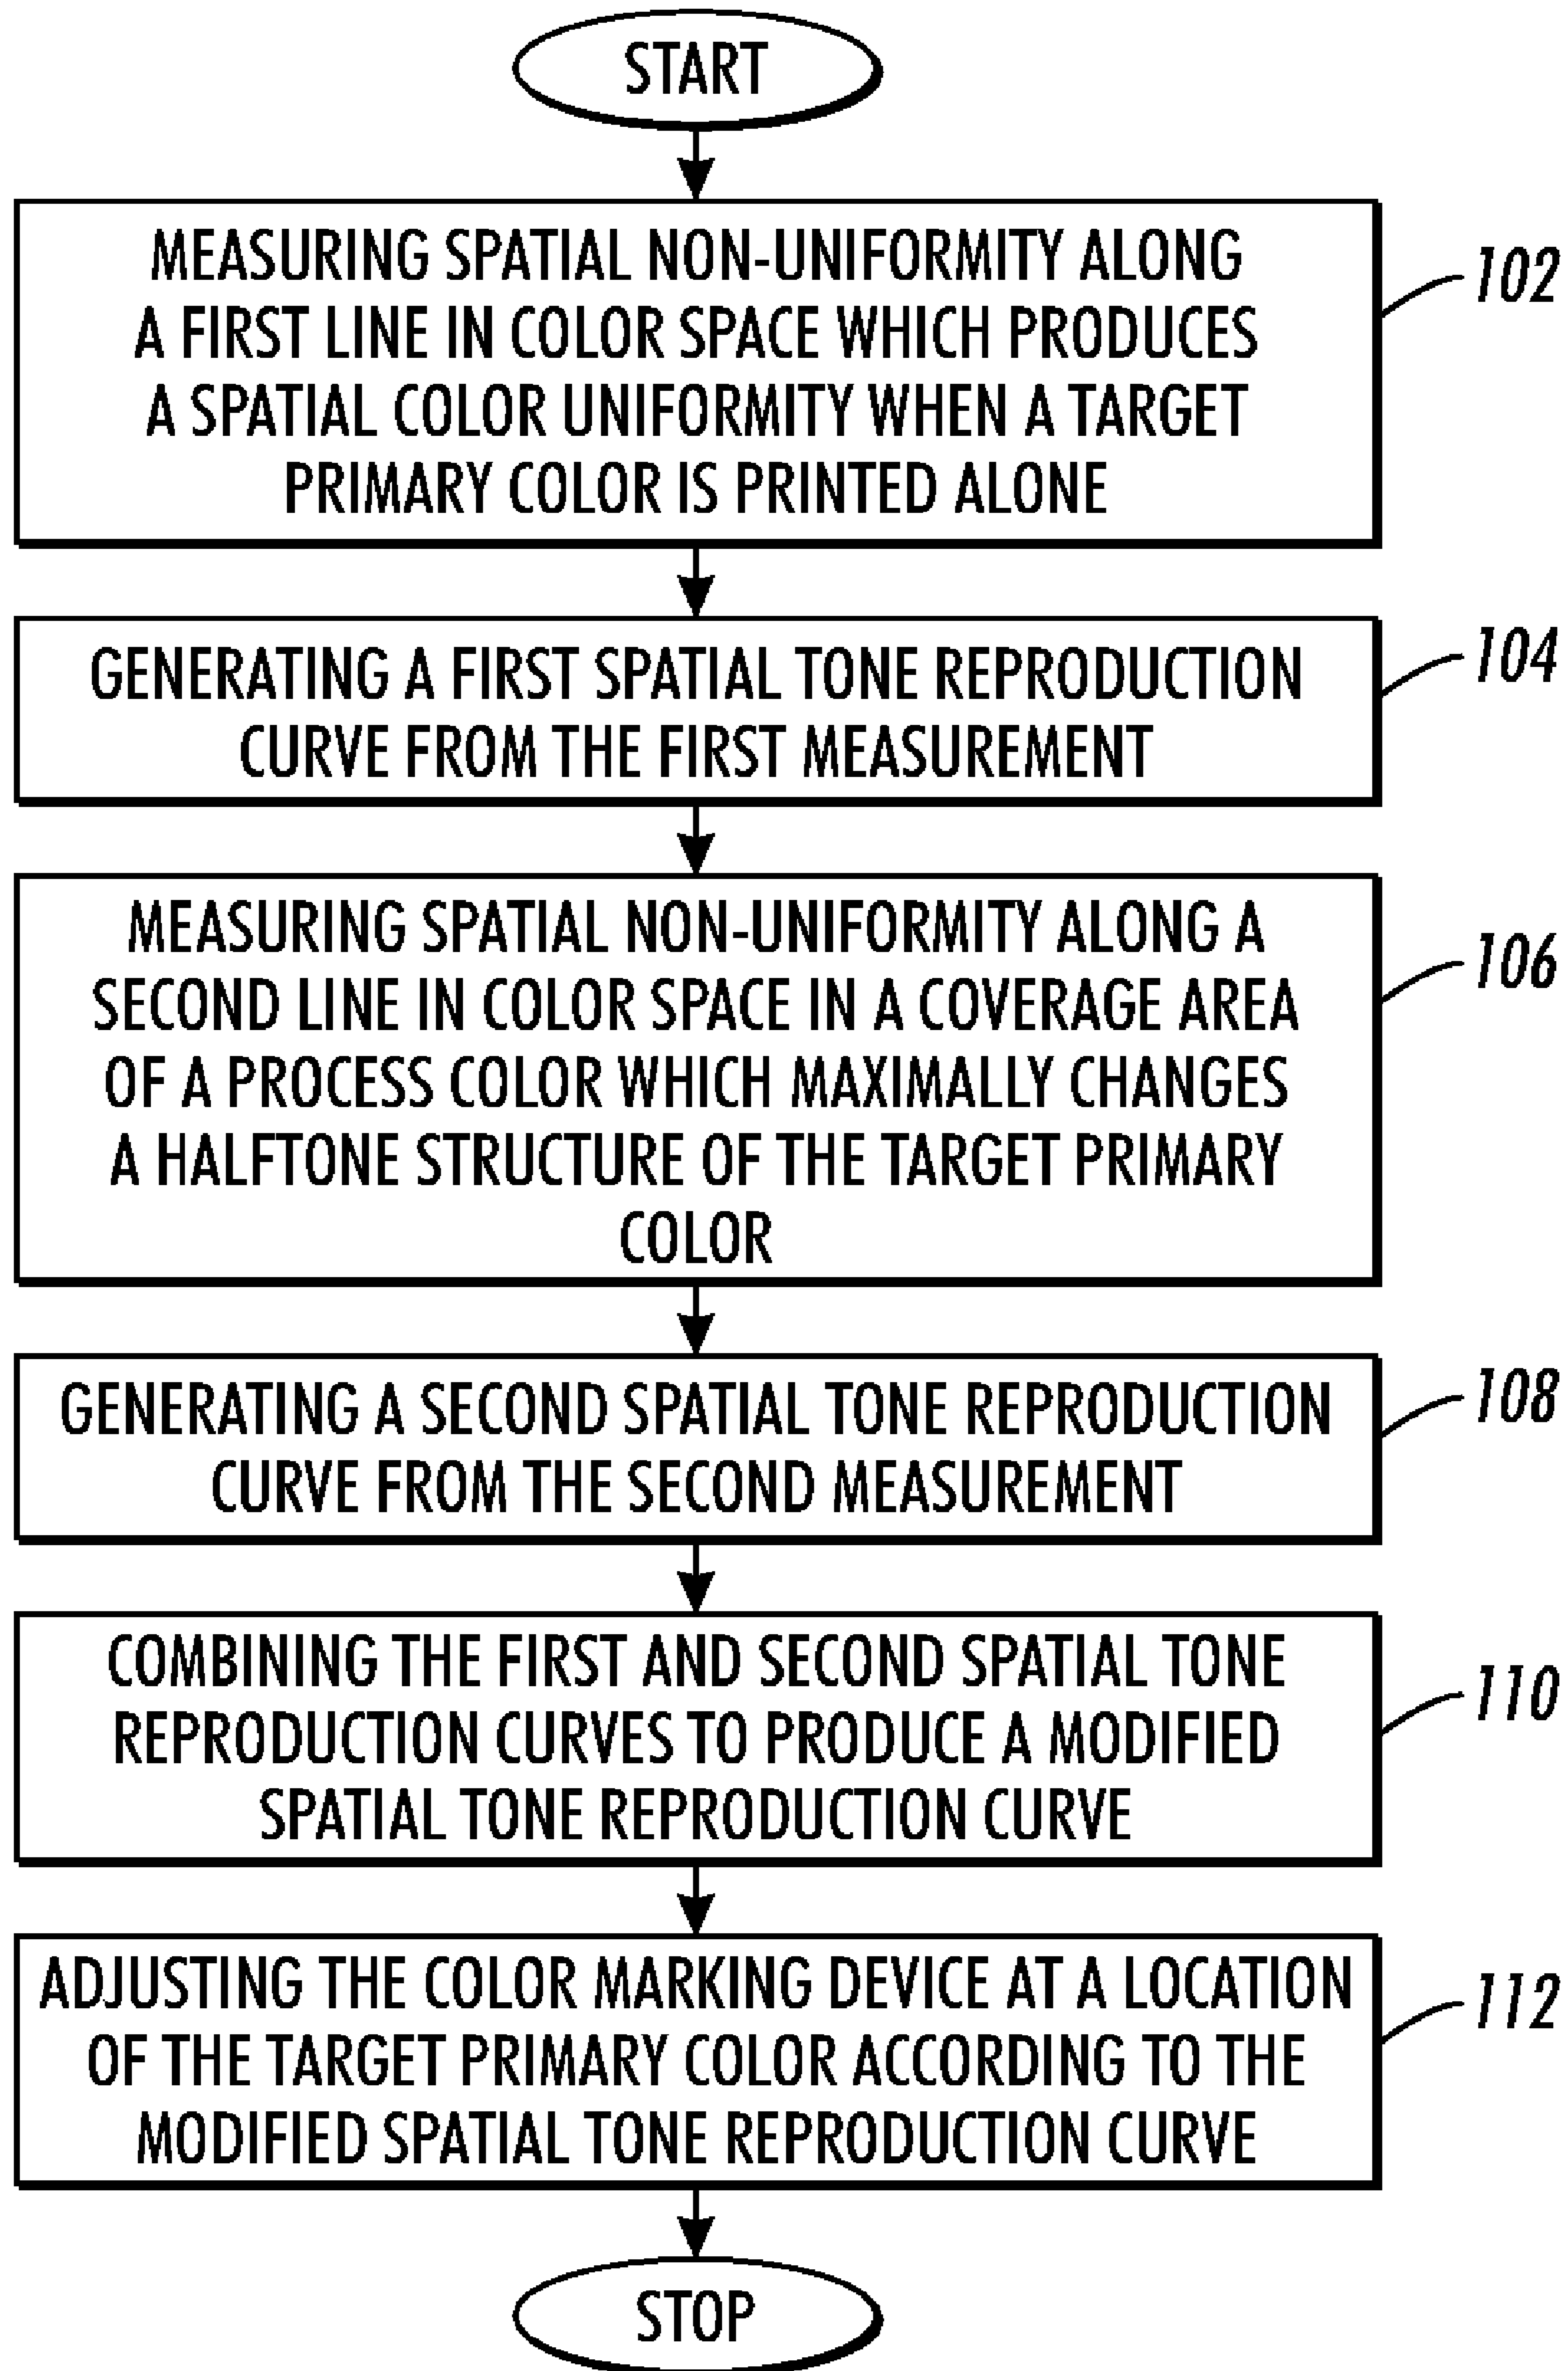 START
MEASURING SPATIAL NON-UNIFORMITY ALONG
A FIRST LINE IN COLOR SPACE WHICH PRODUCES
A SPATIAL COLOR UNIFORMITY WHEN A TARGET
PRIMARY COLOR IS PRINTED ALONE
102
GENERATING A FIRST SPATIAL TONE REPRODUCTION
CURVE FROM THE FIRST MEASUREMENT
104
MEASURING SPATIAL NON-UNIFORMITY ALONG A
SECOND LINE IN COLOR SPACE IN A COVERAGE AREA
OF A PROCESS COLOR WHICH MAXIMALLY CHANGES
A HALFTONE STRUCTURE OF THE TARGET PRIMARY
COLOR
106
GENERATING A SECOND SPATIAL TONE REPRODUCTION
CURVE FROM THE SECOND MEASUREMENT
108
COMBINING THE FIRST AND SECOND SPATIAL TONE
REPRODUCTION CURVES TO PRODUCE A MODIFIED
SPATIAL TONE REPRODUCTION CURVE
110
ADJUSTING THE COLOR MARKING DEVICE AT A LOCATION
OF THE TARGET PRIMARY COLOR ACCORDING TO THE
MODIFIED SPATIAL TONE REPRODUCTION CURVE
112
STOP